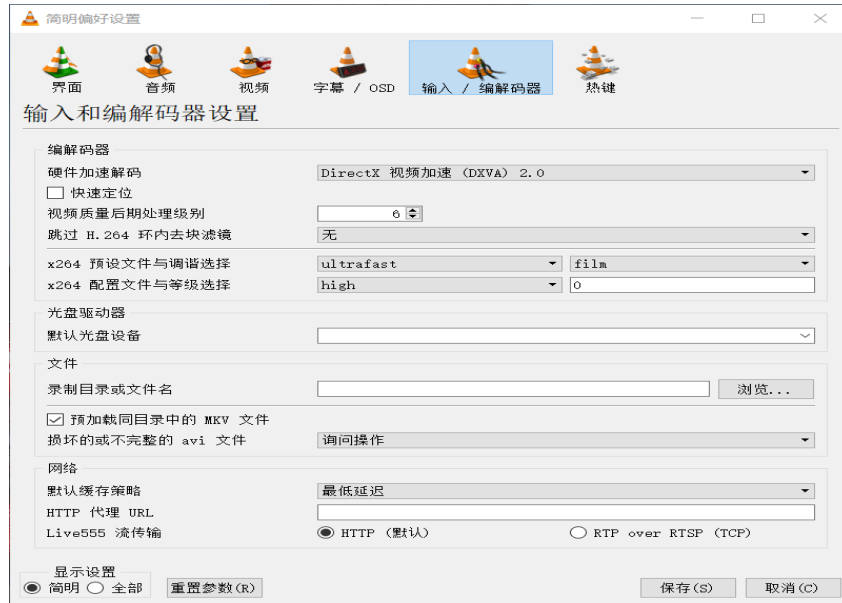 简明偏好设置
界面 音频 视频 字幕 / OSD 输入 / 编解码器 热键
输入和编解码器设置
编解码器
硬件加速解码 DirectX 视频加速 (DXVA) 2.0
快速定位
视频质量后期处理级别 6
跳过 H.264 环内去块滤镜 无
x264 预设文件与调谐选择 ultrafast film
x264 配置文件与等级选择 high 0
光盘驱动器
默认光盘设备
文件
录制目录或文件名 浏览...
预加载同目录中的 MKV 文件
损坏的或不完整的 avi 文件 询问操作
网络
默认缓存策略 最低延迟
HTTP 代理 URL
Live555 流传输 HTTP (默认) RTP over RTSP (TCP)
显示设置
简明 全部 重置参数(R) 保存(S) 取消(C)